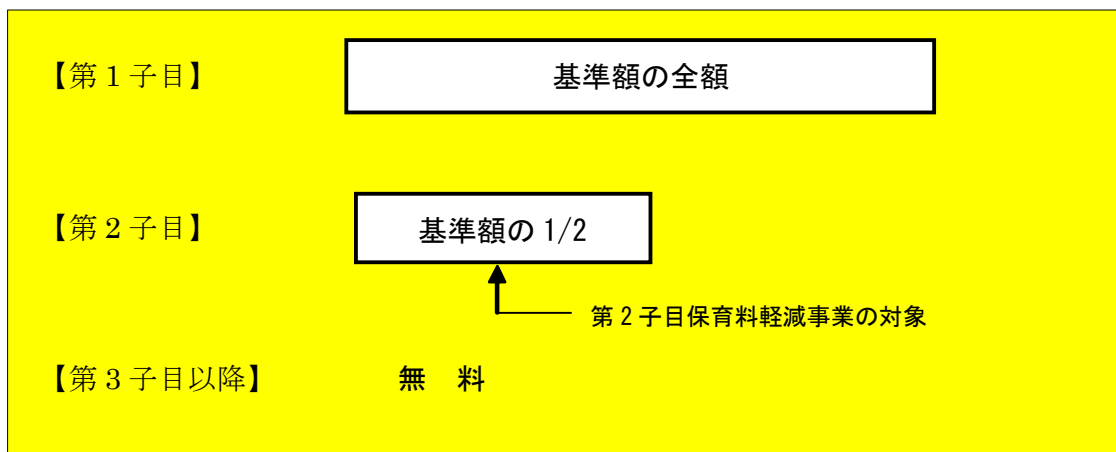 【第１子目】 基準額の全額
【第２子目】 基準額の 1/2
第２子目保育料軽減事業の対象
【第３子目以降】 無　料